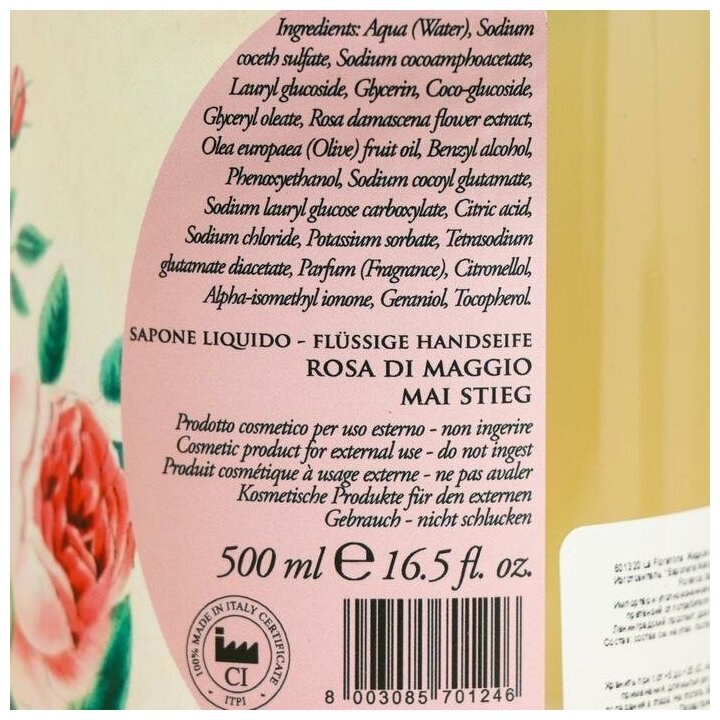 Ingredients: Aqua (Water), Sodium
coceth sulfate, Sodium cocoamphoacetate,
Lauryl glucoside, Glycerin, Coco-glucoside,
Glyceryl oleate, Rosa damascena flower extract,
Olea europaea (Olive) fruit oil, Benzyl alcohol,
Phenoxyethanol, Sodium cocoyl glutamate,
Sodium lauryl glucose carboxylate, Citric acid,
Sodium chloride, Potassium sorbate, Tetrasodium
glutamate diacetate, Parfum (Fragrance), Citronellol,
Alpha-isomethyl ionone, Geraniol, Tocopherol.
SAPONE LIQUIDO - FLÜSSIGE HANDSEIFE
ROSA DI MAGGIO
MAI STIEG
Prodotto cosmetico per uso esterno - non ingerire
Cosmetic product for external use - do not ingest
Produit cosmétique à usage externe - ne pas avaler
Kosmetische Produkte für den externen
Gebrauch - nicht schlucken
500 ml ℮ 16.5 fl. oz.
100% MADE IN ITALY CERTIFICATE
CI
ITPI
8 003085 701246